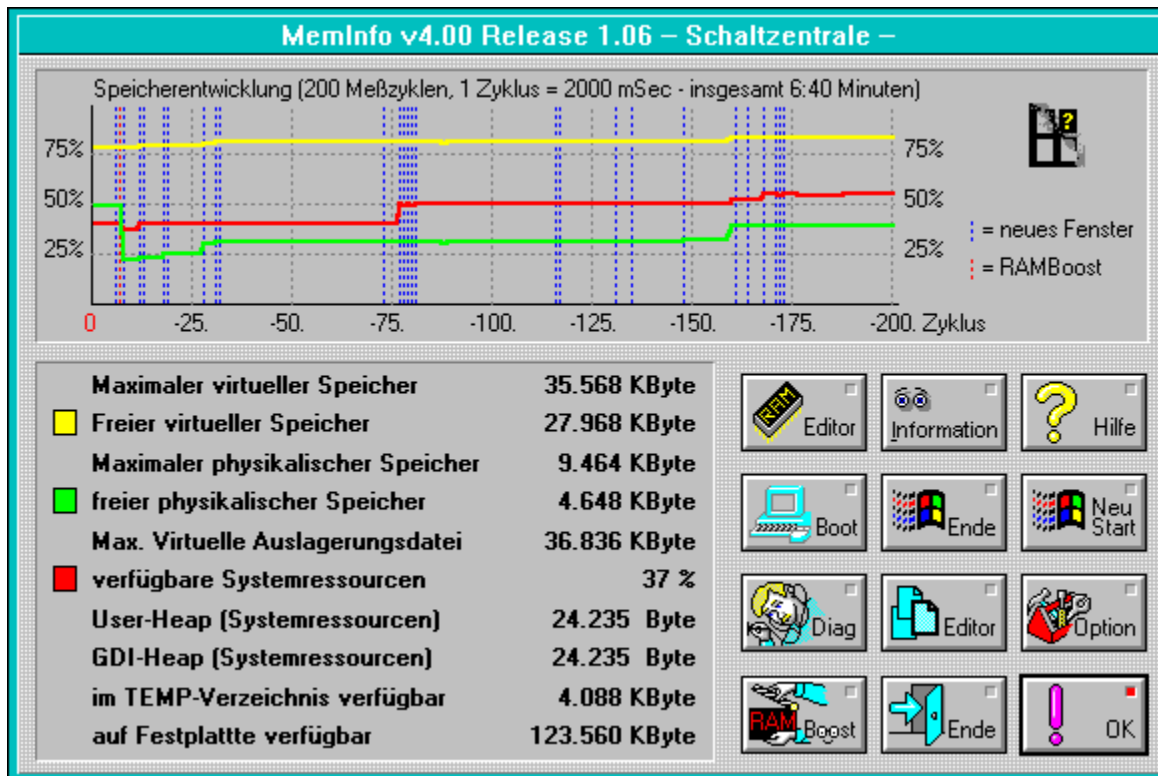 MemInfo v4.00 Release 1.06 – Schaltzentrale –
Speicherentwicklung (200 Meßzyklen, 1 Zyklus = 2000 mSec - insgesamt 6:40 Minuten)
75% 75%
50% 50%
25% 25%
= neues Fenster
= RAMBoost
0 -25. -50. -75. -100. -125. -150. -175. -200. Zyklus
Maximaler virtueller Speicher 35.568 KByte
Freier virtueller Speicher 27.968 KByte
Maximaler physikalischer Speicher 9.464 KByte
freier physikalischer Speicher 4.648 KByte
Max. Virtuelle Auslagerungsdatei 36.836 KByte
verfügbare Systemressourcen 37 %
User-Heap (Systemressourcen) 24.235 Byte
GDI-Heap (Systemressourcen) 24.235 Byte
im TEMP-Verzeichnis verfügbar 4.088 KByte
auf Festplattte verfügbar 123.560 KByte
RAM Editor
Information
? Hilfe
Boot
Ende
Neu
Start
Diag
Editor
Option
RAM Boost
Ende
! OK